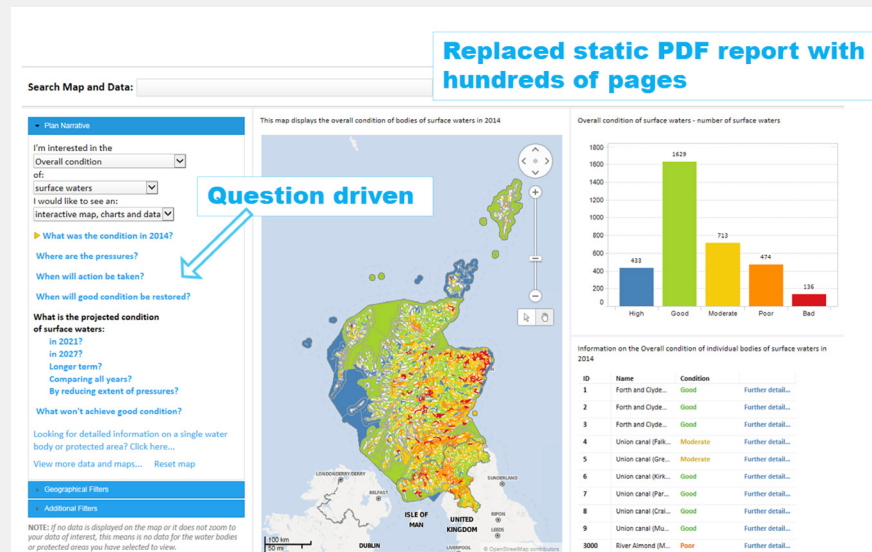 Replaced static PDF report with
hundreds of pages
Search Map and Data:
Plan Narrative
I'm interested in the
Overall condition
of:
surface waters
I would like to see an:
interactive map, charts and data
What was the condition in 2014?
Where are the pressures?
When will action be taken?
When will good condition be restored?
What is the projected condition
of surface waters:
in 2021?
in 2027?
Longer term?
Comparing all years?
By reducing extent of pressures?
What won't achieve good condition?
Looking for detailed information on a single water
body or protected area? Click here...
View more data and maps... Reset map
Geographical Filters
Additional Filters
NOTE: If no data is displayed on the map or it does not zoom to
your data of interest, this means is no data for the water bodies
or protected areas you have selected to view.
Question driven
This map displays the overall condition of bodies of surface waters in 2014
LONDONDERRY/DERRY
BELFAST
SUNDERLAND
ISLE OF
MAN
UNITED
KINGDOM
RIPON
LEEDS
DUBLIN
LIVERPOOL
100 km
50 mi
© OpenStreetMap contributors
Overall condition of surface waters - number of surface waters
1800
1600
1400
1200
1000
800
600
400
200
0
433
1629
713
474
136
High Good Moderate Poor Bad
Information on the Overall condition of individual bodies of surface waters in
2014
ID Name Condition
1 Forth and Clyde... Good Further detail...
2 Forth and Clyde... Good Further detail...
3 Forth and Clyde... Good Further detail...
4 Union canal (Falk... Moderate Further detail...
5 Union canal (Gre... Moderate Further detail...
6 Union canal (Kirk... Good Further detail...
7 Union canal (Par... Good Further detail...
8 Union canal (Crai... Good Further detail...
9 Union canal (Mu... Good Further detail...
3000 River Almond (M... Poor Further detail...